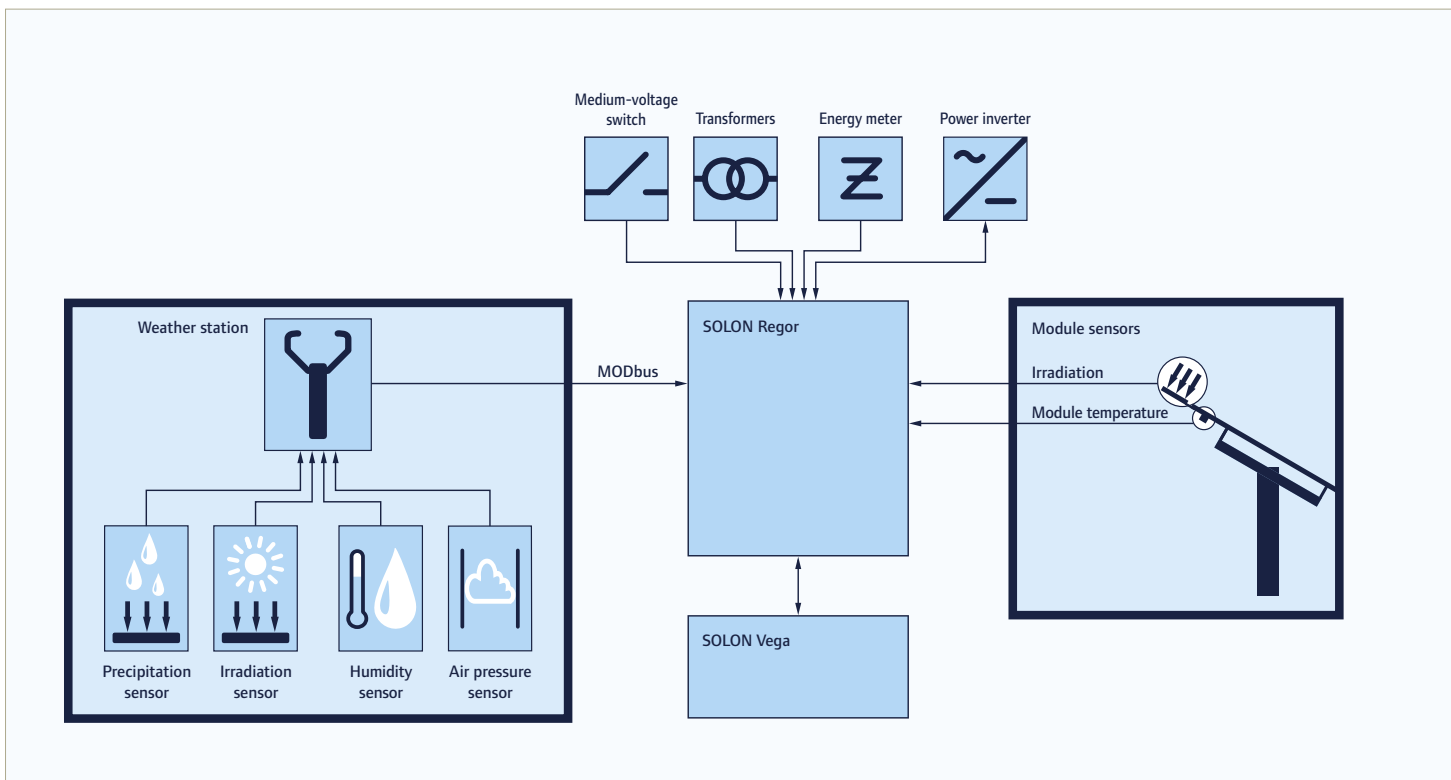 Medium-voltage
switch
Transformers
Energy meter
Power inverter
Weather station
MODbus
SOLON Regor
Module sensors
Irradiation
Module temperature
Precipitation
sensor
Irradiation
sensor
Humidity
sensor
Air pressure
sensor
SOLON Vega